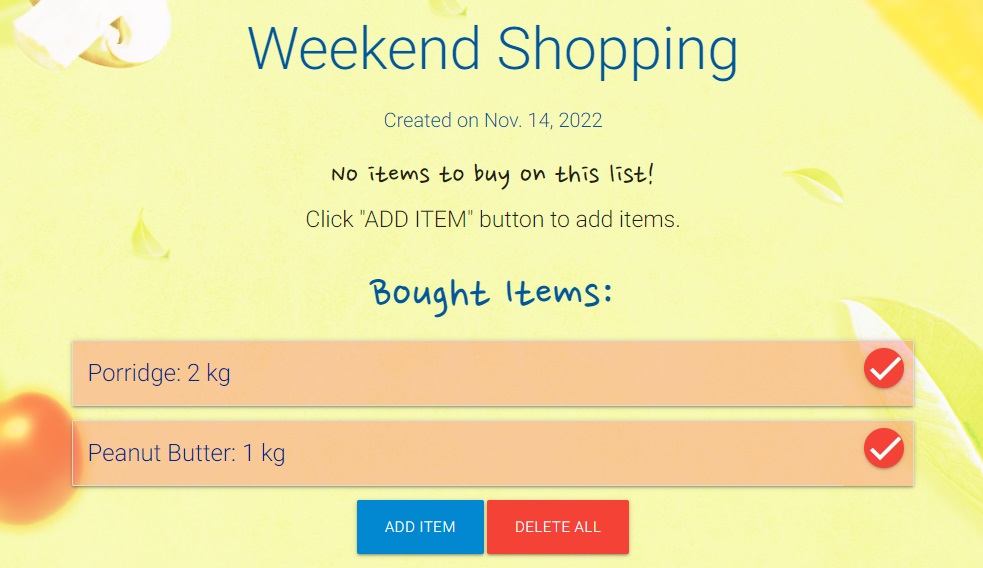 Weekend Shopping
Created on Nov. 14, 2022
No items to buy on this list!
Click "ADD ITEM" button to add items.
Bought Items:
Porridge: 2 kg
Peanut Butter: 1 kg
ADD ITEM DELETE ALL